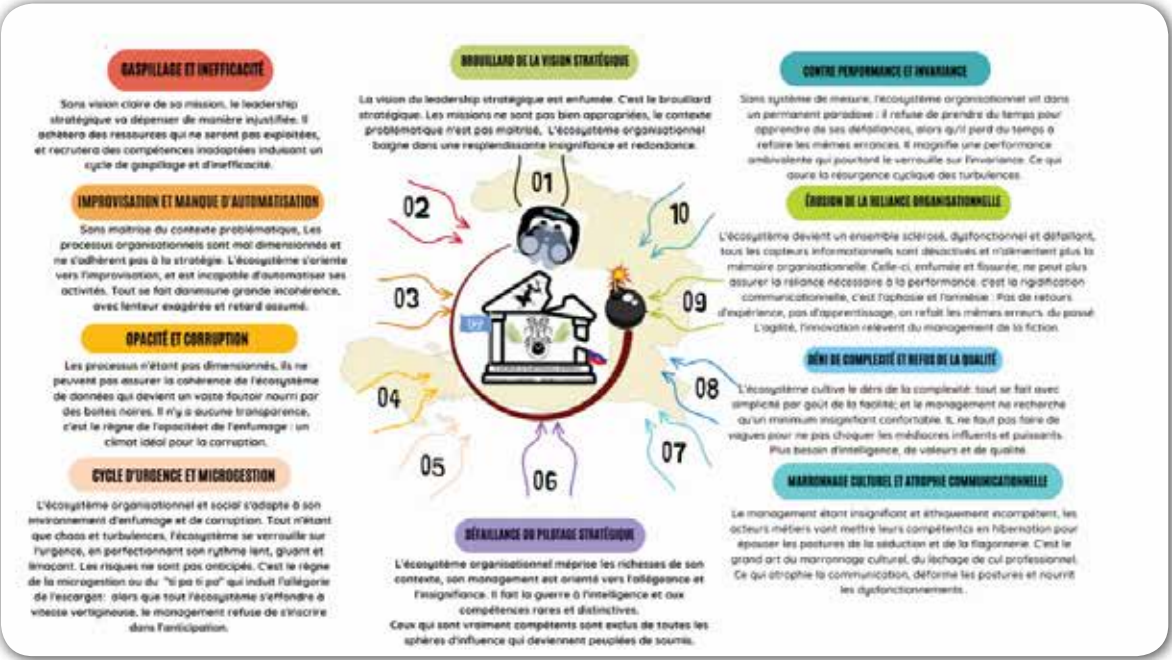 BROUILLARD DE LA VISION STRATÉGIQUE
La vision du leadership stratégique est enfumée. C'est le brouillard
stratégique. Les missions ne sont pas bien appropriées, le contexte
problématique n'est pas maitrisé. L'écosystème organisationnel
baigne dans une resplendissante insignifiance et redondance.
01
GASPILLAGE ET INEFFICACITÉ
Sans vision claire de sa mission, le leadership
stratégique va dépenser de manière injustifiée. Il
achètera des ressources qui ne seront pas exploitées,
et recrutera des compétences inadaptées induisant un
cycle de gaspillage et d'inefficacité.
02
IMPROVISATION ET MANQUE D'AUTOMATISATION
Sans maitrise du contexte problématique, Les
processus organisationnels sont mal dimensionnés et
ne s'adhèrent pas à la stratégie. L'écosystème s'oriente
vers l'improvisation, et est incapable d'automatiser ses
activités. Tout se fait dansmune grande incohérence,
avec lenteur exagérée et retard assumé.
03
OPACITÉ ET CORRUPTION
Les processus n'étant pas dimensionnés, ils ne
peuvent pas assurer la cohérence de l'écosystème
de données qui devient un vaste foutoir nourri par
des boites noires. Il n'y a aucune transparence,
c'est le règne de l'opacitéet de l'enfumage : un
climat idéal pour la corruption.
04
CYCLE D'URGENCE ET MICROGESTION
L'écosystème organisationnel et social s'adapte à son
environnement d'enfumage et de corruption. Tout n'étant
que chaos et turbulences, l'écosystème se verrouille sur
l'urgence, en perfectionnant son rythme lent, gluant et
limaçant. Les risques ne sont pas anticipés. C'est le règne
de la microgestion ou du "ti pa ti pa" qui induit l'allégorie
de l'escargot: alors que tout l'écosystème s'effondre à
vitesse vertigineuse, le management refuse de s'inscrire
dans l'anticipation.
05
DÉFAILLANCE DU PILOTAGE STRATÉGIQUE
L'écosystème organisationnel méprise les richesses de son
contexte, son management est orienté vers l'allégeance et
l'insignifiance. Il fait la guerre à l'intelligence et aux
compétences rares et distinctives.
Ceux qui sont vraiment compétents sont exclus de toutes les
sphères d'influence qui deviennent peuplées de soumis.
06
MARRONNAGE CULTUREL ET ATROPHIE COMMUNICATIONNELLE
Le management étant insignifiant et éthiquement incompétent, les
acteurs métiers vont mettre leurs compétentcs en hibernation pour
épouser les postures de la séduction et de la flagornerie. C'est le
grand art du marronnage culturel, du léchage de cul professionnel.
Ce qui atrophie la communication, déforme les postures et nourrit
les dysfonctionnements.
07
DÉNI DE COMPLEXITÉ ET REFUS DE LA QUALITÉ
L'écosystème cultive le déni de la complexité: tout se fait avec
simplicité par goût de la facilité; et le management ne recherche
qu'un minimum insignifiant confortable. IL ne faut pas faire de
vagues pour ne pas choquer les médiocres influents et puissants.
Plus besoin d'intelligence, de valeurs et de qualité.
08
ÉROSION DE LA RELIANCE ORGANISATIONNELLE
L'écosystème devient un ensemble sclérosé, dysfonctionnel et défaillant,
tous les capteurs informationnels sont désactivés et n'alimentent plus la
mémoire organisationnelle. Celle-ci, enfumée et fissurée, ne peut plus
assurer la reliance nécessaire à la performance. c'est la rigidification
communicationnelle, c'est l'aphasie et l'amnésie : Pas de retours
d'expérience, pas d'apprentissage, on refait les mêmes erreurs. du passé
L'agilité, l'innovation relèvent du management de la fiction.
09
CONTRE PERFORMANCE ET INVARIANCE
Sans système de mesure, l'écosystème organisationnel vit dans
un permanent paradoxe : il refuse de prendre du temps pour
apprendre de ses défaillances, alors qu'il perd du temps à
refaire les mêmes errances. Il magnifie une performance
ambivalente qui pourtant le verrouille sur l'invariance. Ce qui
asure la résurgence cyclique des turbulences.
10